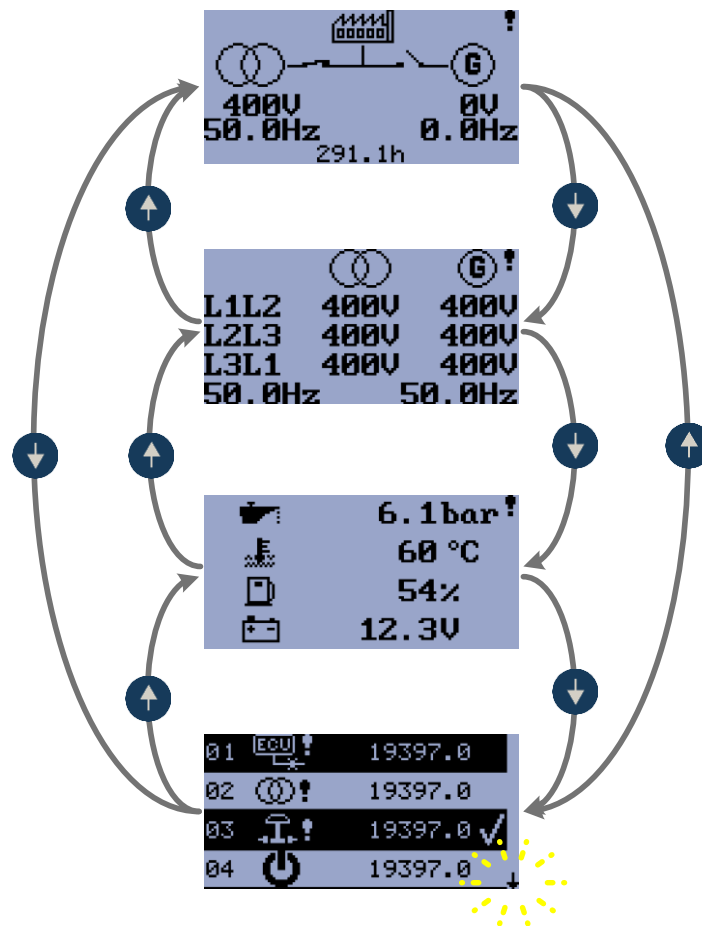 G
400V 0V
50.0Hz 0.0Hz
291.1h
G !
L1L2 400V 400V
L2L3 400V 400V
L3L1 400V 400V
50.0Hz 50.0Hz
6.1bar !
60 °C
54%
12.3V
01 ECU ! 19397.0
02 ! 19397.0
03 ! 19397.0 ✓
04 19397.0